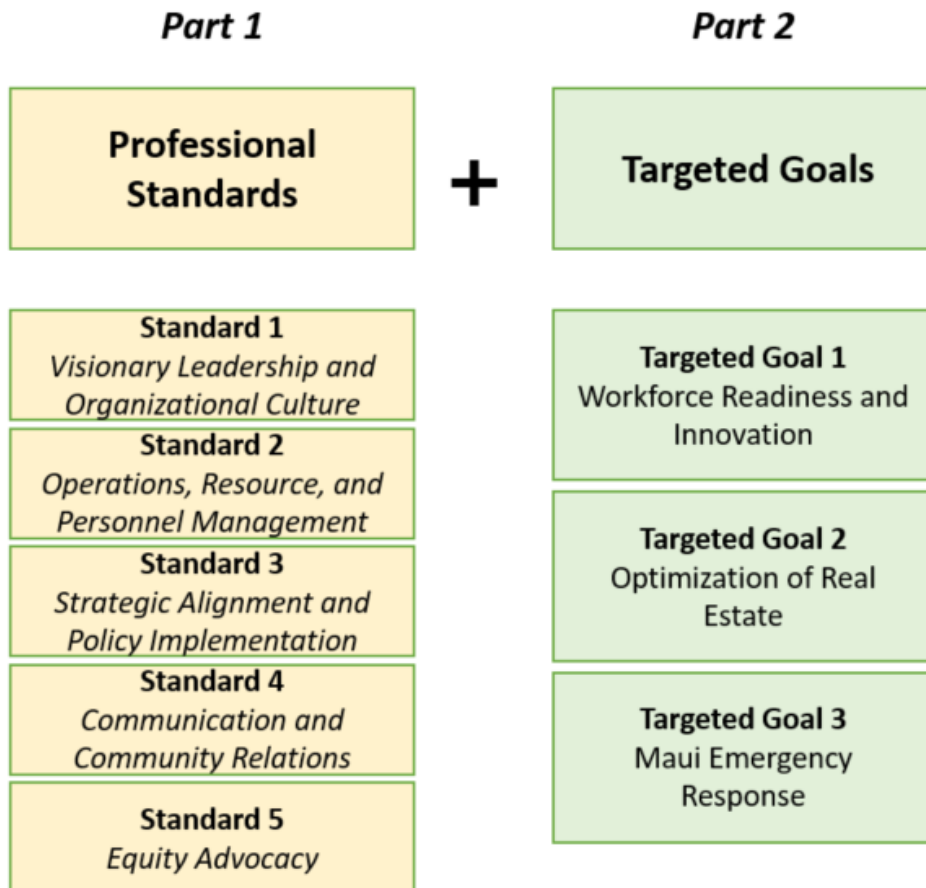 Part 1
Professional
Standards
Standard 1
Visionary Leadership and
Organizational Culture
Standard 2
Operations, Resource, and
Personnel Management
Standard 3
Strategic Alignment and
Policy Implementation
Standard 4
Communication and
Community Relations
Standard 5
Equity Advocacy
+
Part 2
Targeted Goals
Targeted Goal 1
Workforce Readiness and
Innovation
Targeted Goal 2
Optimization of Real
Estate
Targeted Goal 3
Maui Emergency
Response